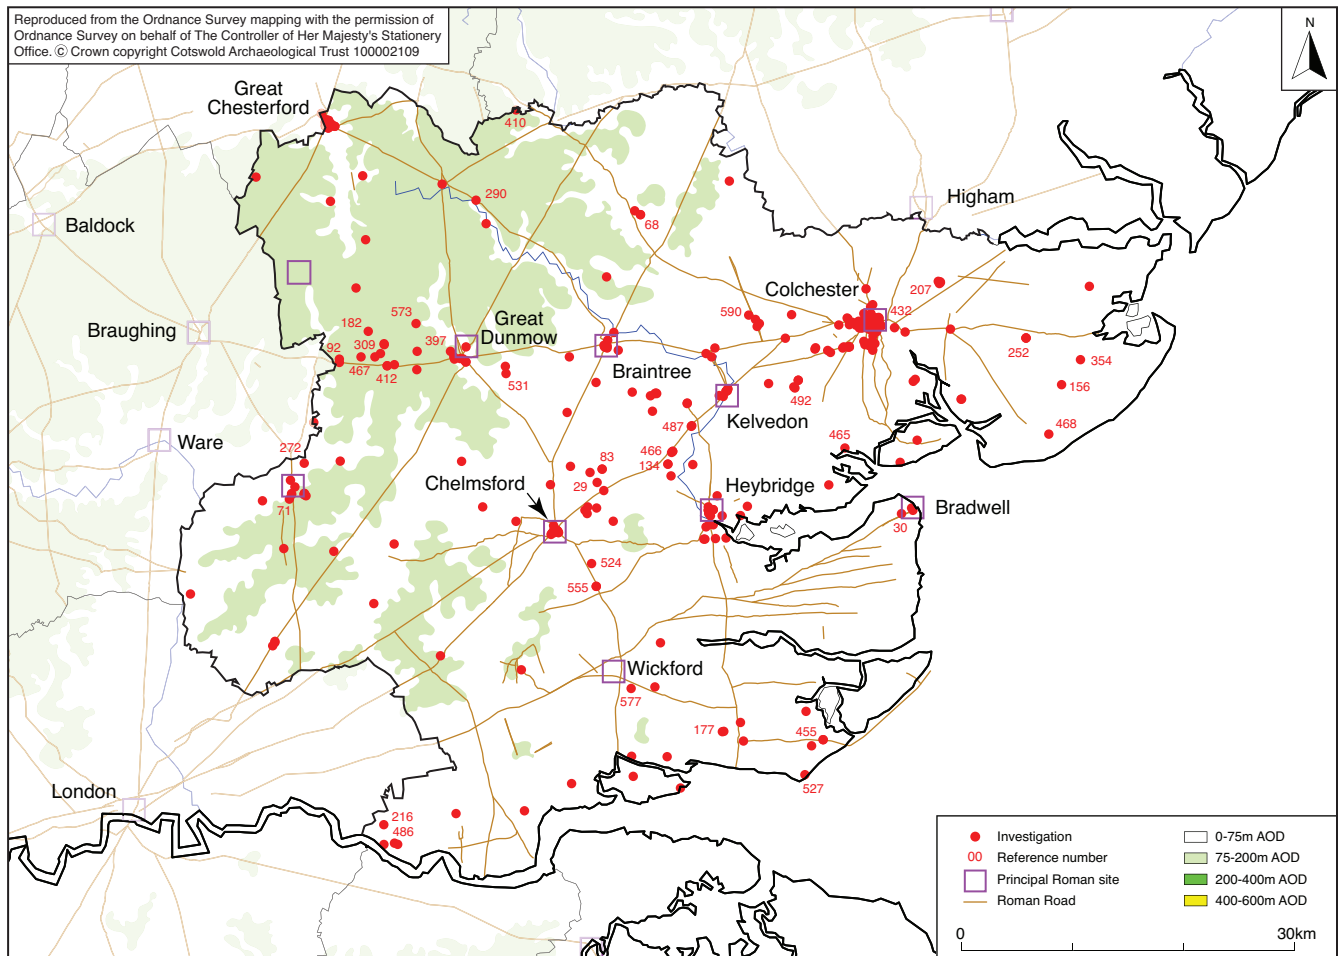 Reproduced from the Ordnance Survey mapping with the permission of
Ordnance Survey on behalf of The Controller of Her Majesty's Stationery
Office. © Crown copyright Cotswold Archaeological Trust 100002109
N
Great
Chesterford
410
290
68
Higham
Baldock
Braughing
182
573
309
92
467
412
397
Great
Dunmow
531
Braintree
590
Colchester
432
207
252
354
156
468
492
Kelvedon
487
466
134
465
Ware
272
71
83
29
Chelmsford
Heybridge
Bradwell
30
524
555
Wickford
577
177
455
527
London
216
486
Investigation
00 Reference number
Principal Roman site
Roman Road
0-75m AOD
75-200m AOD
200-400m AOD
400-600m AOD
0 30km